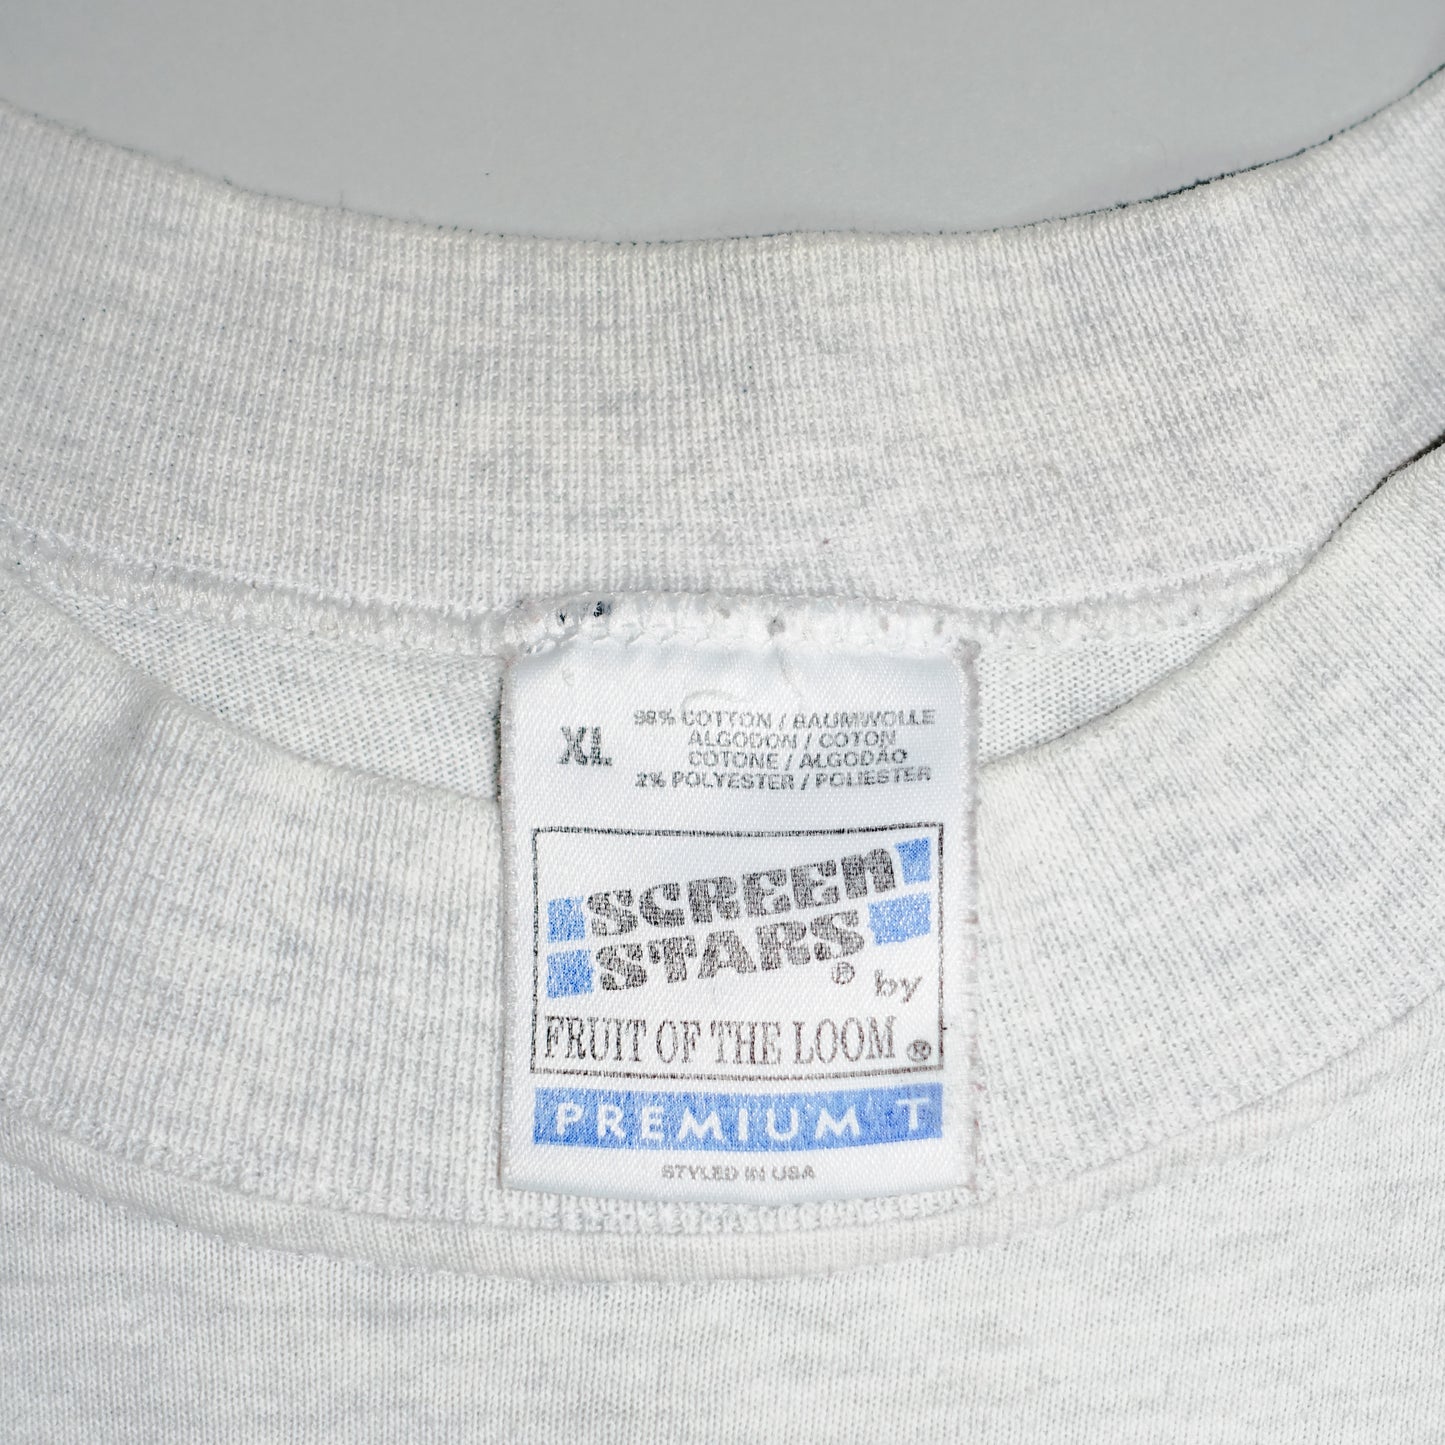 XL
98% COTTON / BAUMWOLLE
ALGODON / COTON
COTONE / ALGODÃO
2% POLYESTER / POLIESTER
SCREEN
STARS® by
FRUIT OF THE LOOM®
PREMIUM T
STYLED IN USA